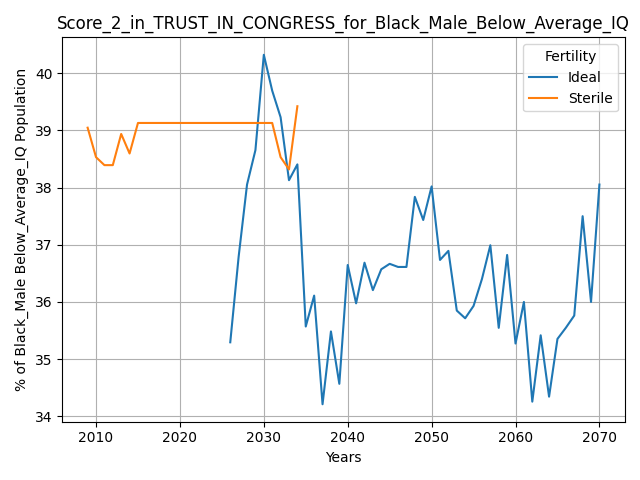 Score_2_in_TRUST_IN_CONGRESS_for_Black_Male_Below_Average_IQ
% of Black_Male Below_Average_IQ Population
40
39
38
37
36
35
34
Fertility
Ideal
Sterile
2010 2020 2030 2040 2050 2060 2070
Years